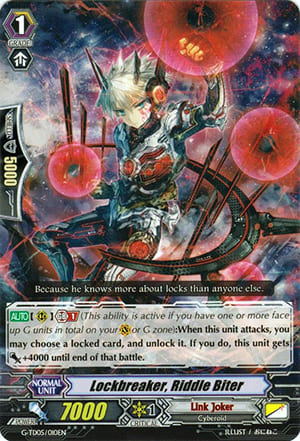 1
GRADE
5000
Because he knows more about locks than anyone else.
AUTO (This ability is active if you have one or more face
up G units in total on your or G zone):When this unit attacks, you
may choose a locked card, and unlock it. If you do, this unit gets
+4000 until end of that battle.
NORMAL UNIT
Lockbreaker, Riddle Biter
POWER
7000
1
CRITICAL
Link Joker
Cyberoid
G-TD05/010EN
ILLUST /